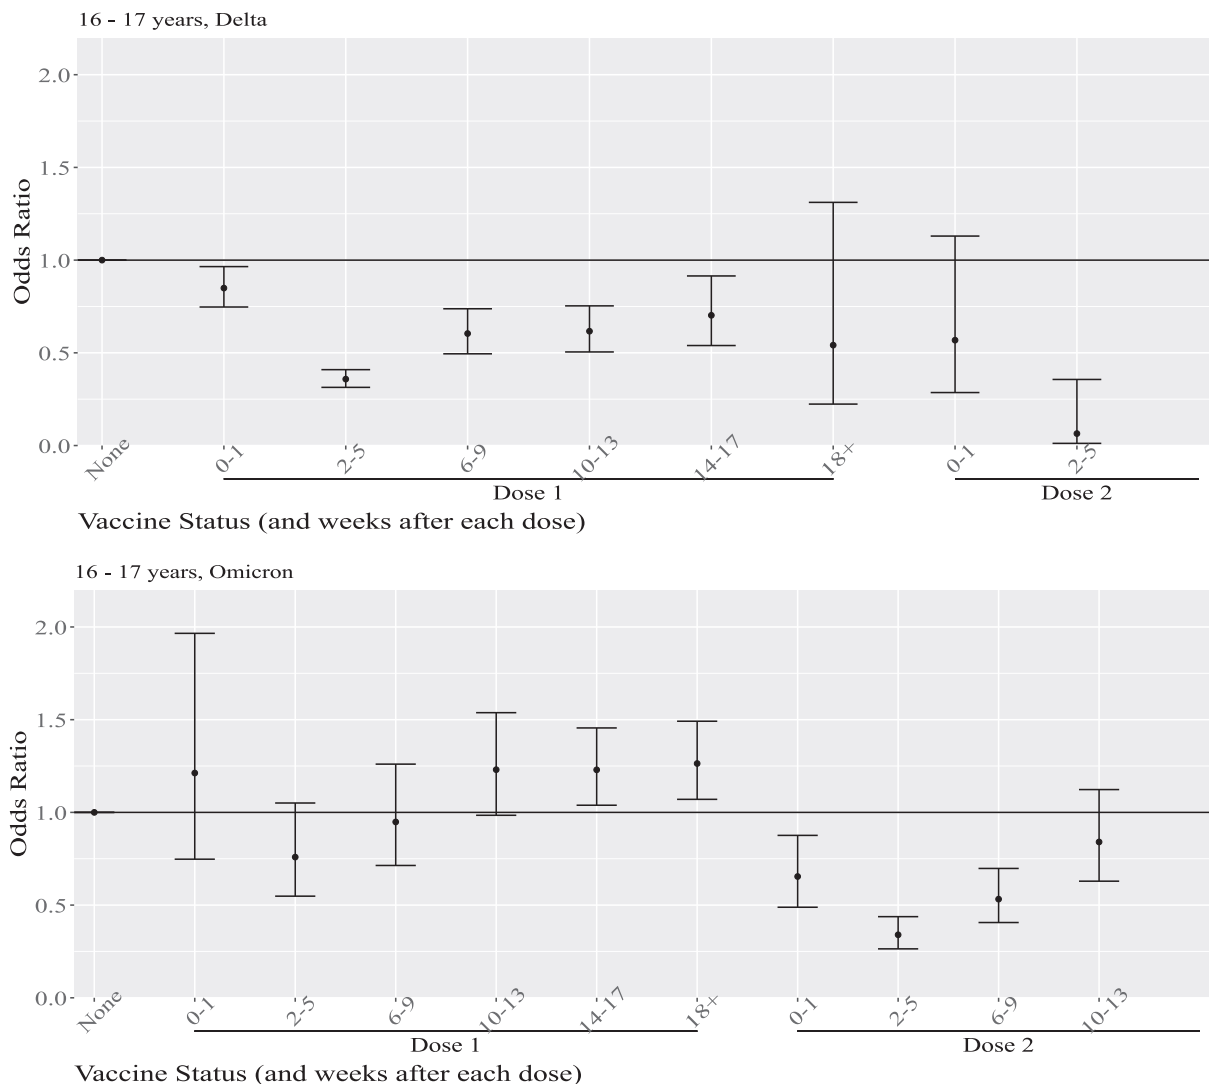 16 - 17 years, Delta
Odds Ratio
2.0
1.5
1.0
0.5
0.0
None 0-1 2-5 6-9 10-13 14-17 18+ 0-1 2-5
Dose 1 Dose 2
Vaccine Status (and weeks after each dose)
16 - 17 years, Omicron
Odds Ratio
2.0
1.5
1.0
0.5
0.0
None 0-1 2-5 6-9 10-13 14-17 18+ 0-1 2-5 6-9 10-13
Dose 1 Dose 2
Vaccine Status (and weeks after each dose)